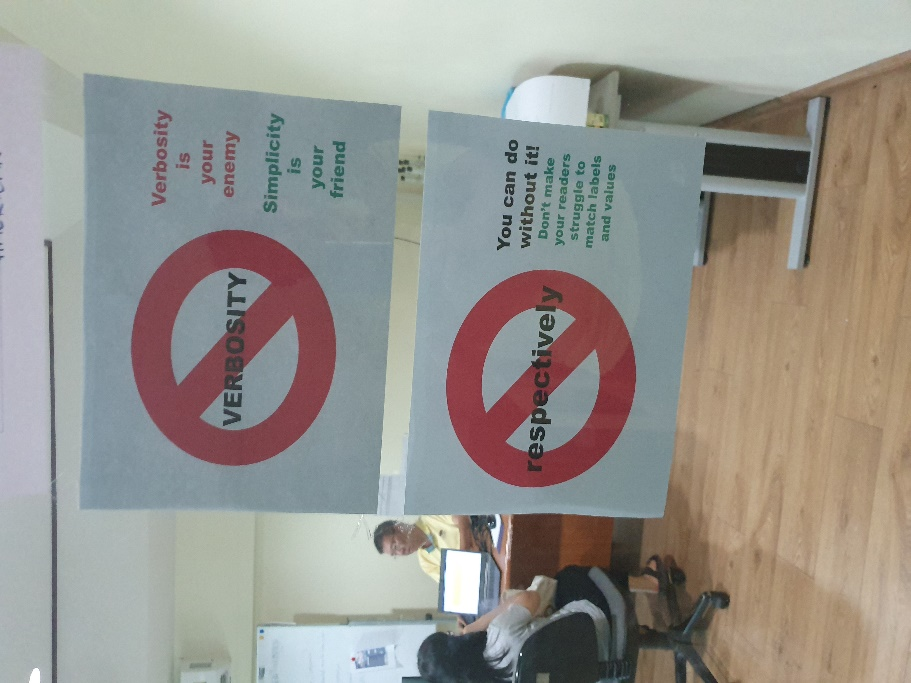 VERBOSITY
Verbosity
is
your
enemy
Simplicity
is
your
friend
respectively
You can do
without it!
Don't make
your readers
struggle to
match labels
and values